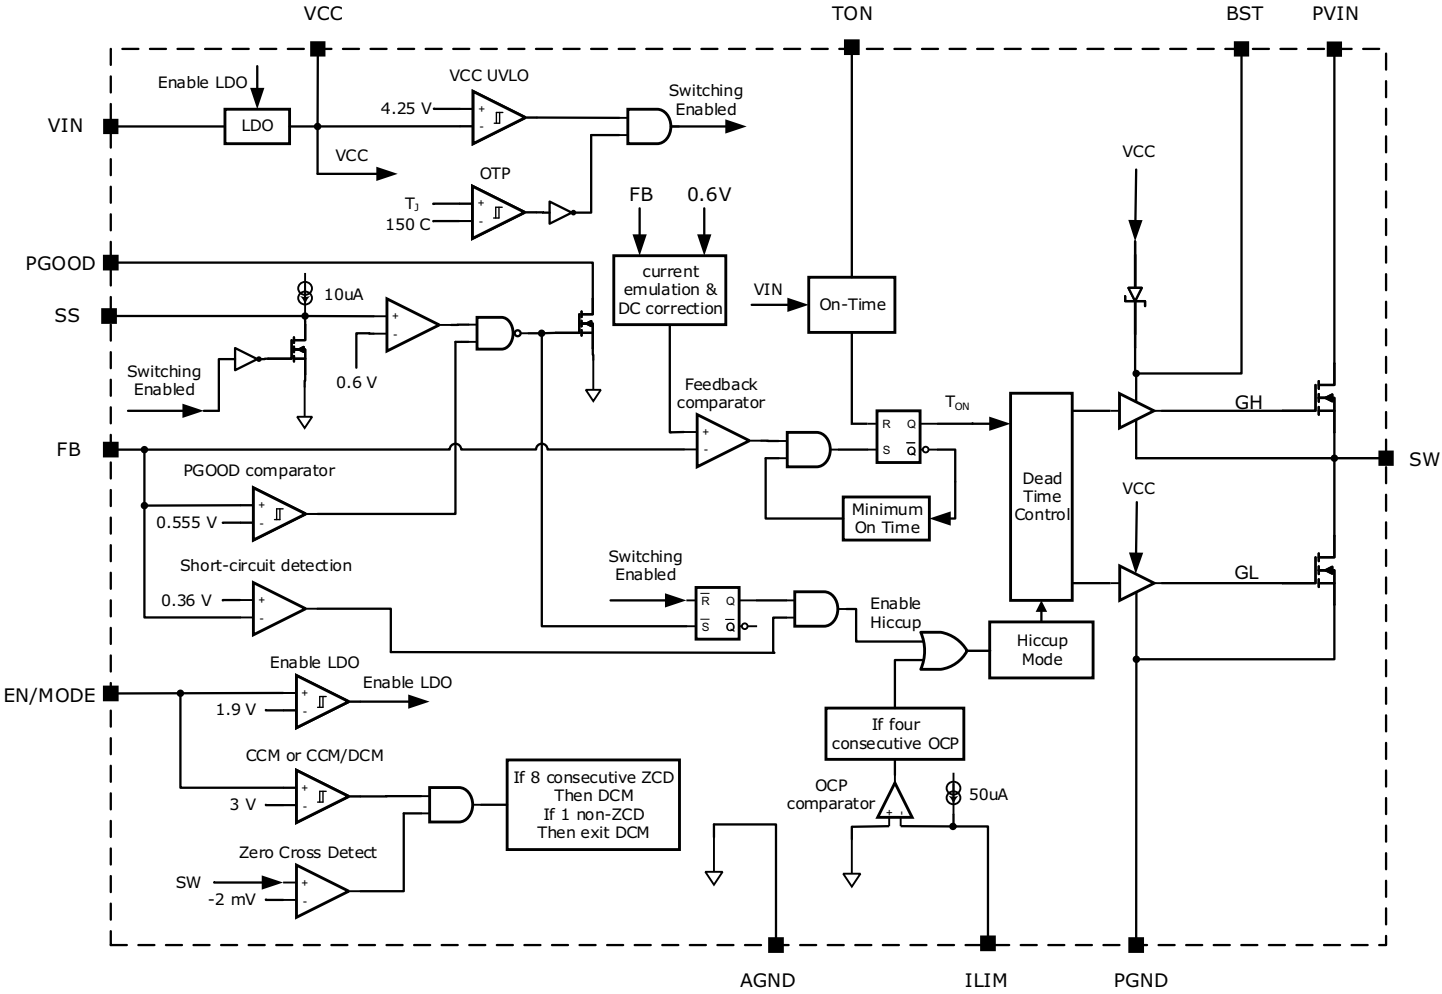 VCC
TON
BST
PVIN
Enable LDO
VCC UVLO
4.25 V
+
-
Switching
Enabled
VIN
LDO
VCC
VCC
OTP
TJ
150 C
+
-
FB
0.6V
PGOOD
current
emulation &
DC correction
VIN
On-Time
10uA
SS
+
-
0.6 V
Switching
Enabled
Feedback
comparator
TON
GH
R
Q
S
Q
+
-
FB
SW
PGOOD comparator
+
-
0.555 V
Dead
Time
Control
VCC
Minimum
On Time
Switching
Enabled
Short-circuit detection
0.36 V
+
-
R
Q
S
Q
GL
Enable
Hiccup
Hiccup
Mode
Enable LDO
Enable LDO
EN/MODE
+
-
1.9 V
If four
consecutive OCP
CCM or CCM/DCM
+
-
3 V
If 8 consecutive ZCD
Then DCM
If 1 non-ZCD
Then exit DCM
OCP
comparator
+
-
50uA
Zero Cross Detect
SW
-2 mV
+
-
AGND
ILIM
PGND